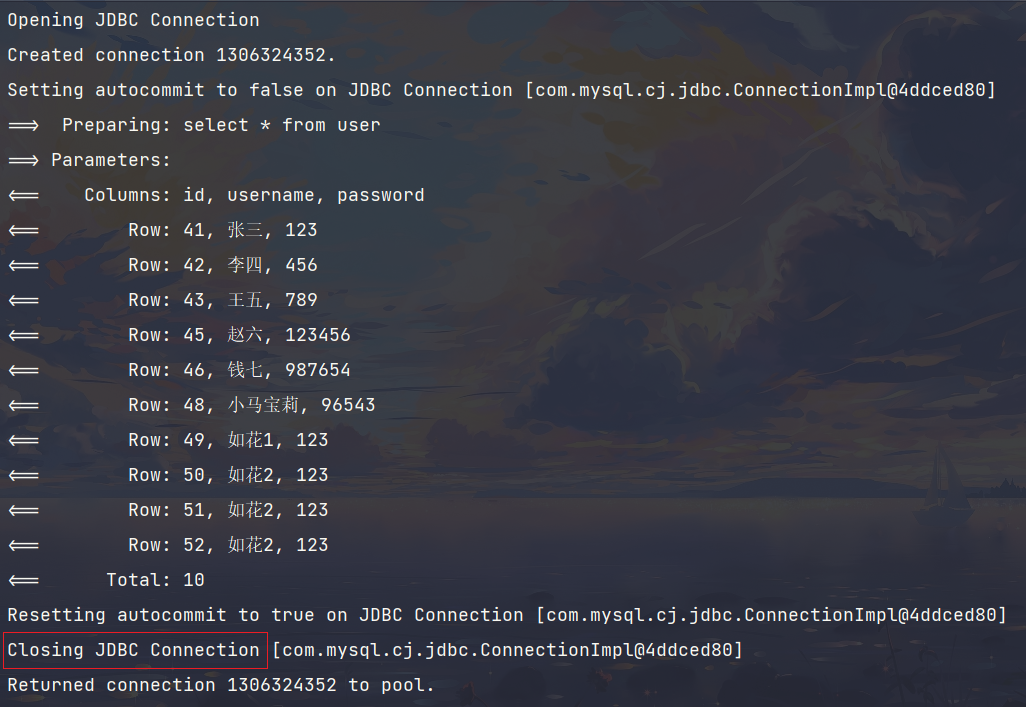 Opening JDBC Connection
Created connection 1306324352.
Setting autocommit to false on JDBC Connection [com.mysql.cj.jdbc.ConnectionImpl@4ddced80]
==>  Preparing: select * from user
==> Parameters:
<==    Columns: id, username, password
<==        Row: 41, 张三, 123
<==        Row: 42, 李四, 456
<==        Row: 43, 王五, 789
<==        Row: 45, 赵六, 123456
<==        Row: 46, 钱七, 987654
<==        Row: 48, 小马宝莉, 96543
<==        Row: 49, 如花1, 123
<==        Row: 50, 如花2, 123
<==        Row: 51, 如花2, 123
<==        Row: 52, 如花2, 123
<==      Total: 10
Resetting autocommit to true on JDBC Connection [com.mysql.cj.jdbc.ConnectionImpl@4ddced80]
Closing JDBC Connection [com.mysql.cj.jdbc.ConnectionImpl@4ddced80]
Returned connection 1306324352 to pool.